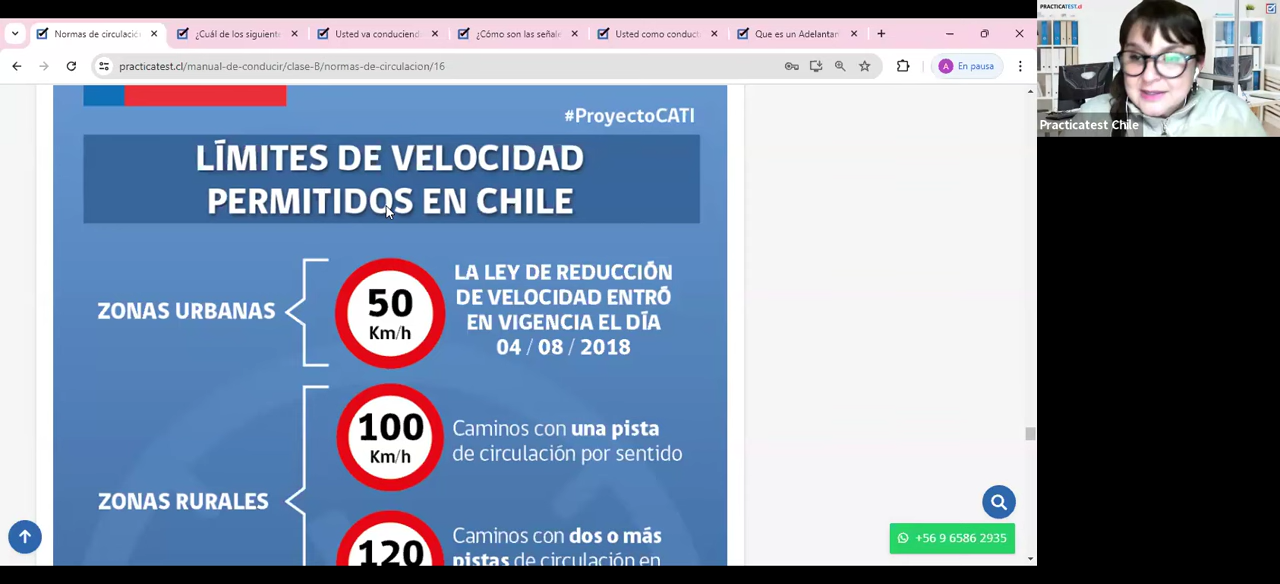 Normas de circulació
¿Cuál de los siguiente
Usted va conduciend
¿Cómo son las señale
Usted como conduct
Que es un Adelantar
practicatest.cl/manual-de-conducir/clase-B/normas-de-circulacion/16
A
En pausa
PRACTICATEST.cl
Practicatest Chile
#ProyectoCATI
LÍMITES DE VELOCIDAD
PERMITIDOS EN CHILE
ZONAS URBANAS
50
Km/h
LA LEY DE REDUCCIÓN
DE VELOCIDAD ENTRÓ
EN VIGENCIA EL DÍA
04 / 08 / 2018
ZONAS RURALES
100
Km/h
Caminos con una pista
de circulación por sentido
120
Caminos con dos o más
pistas de circulación en
+56 9 6586 2935